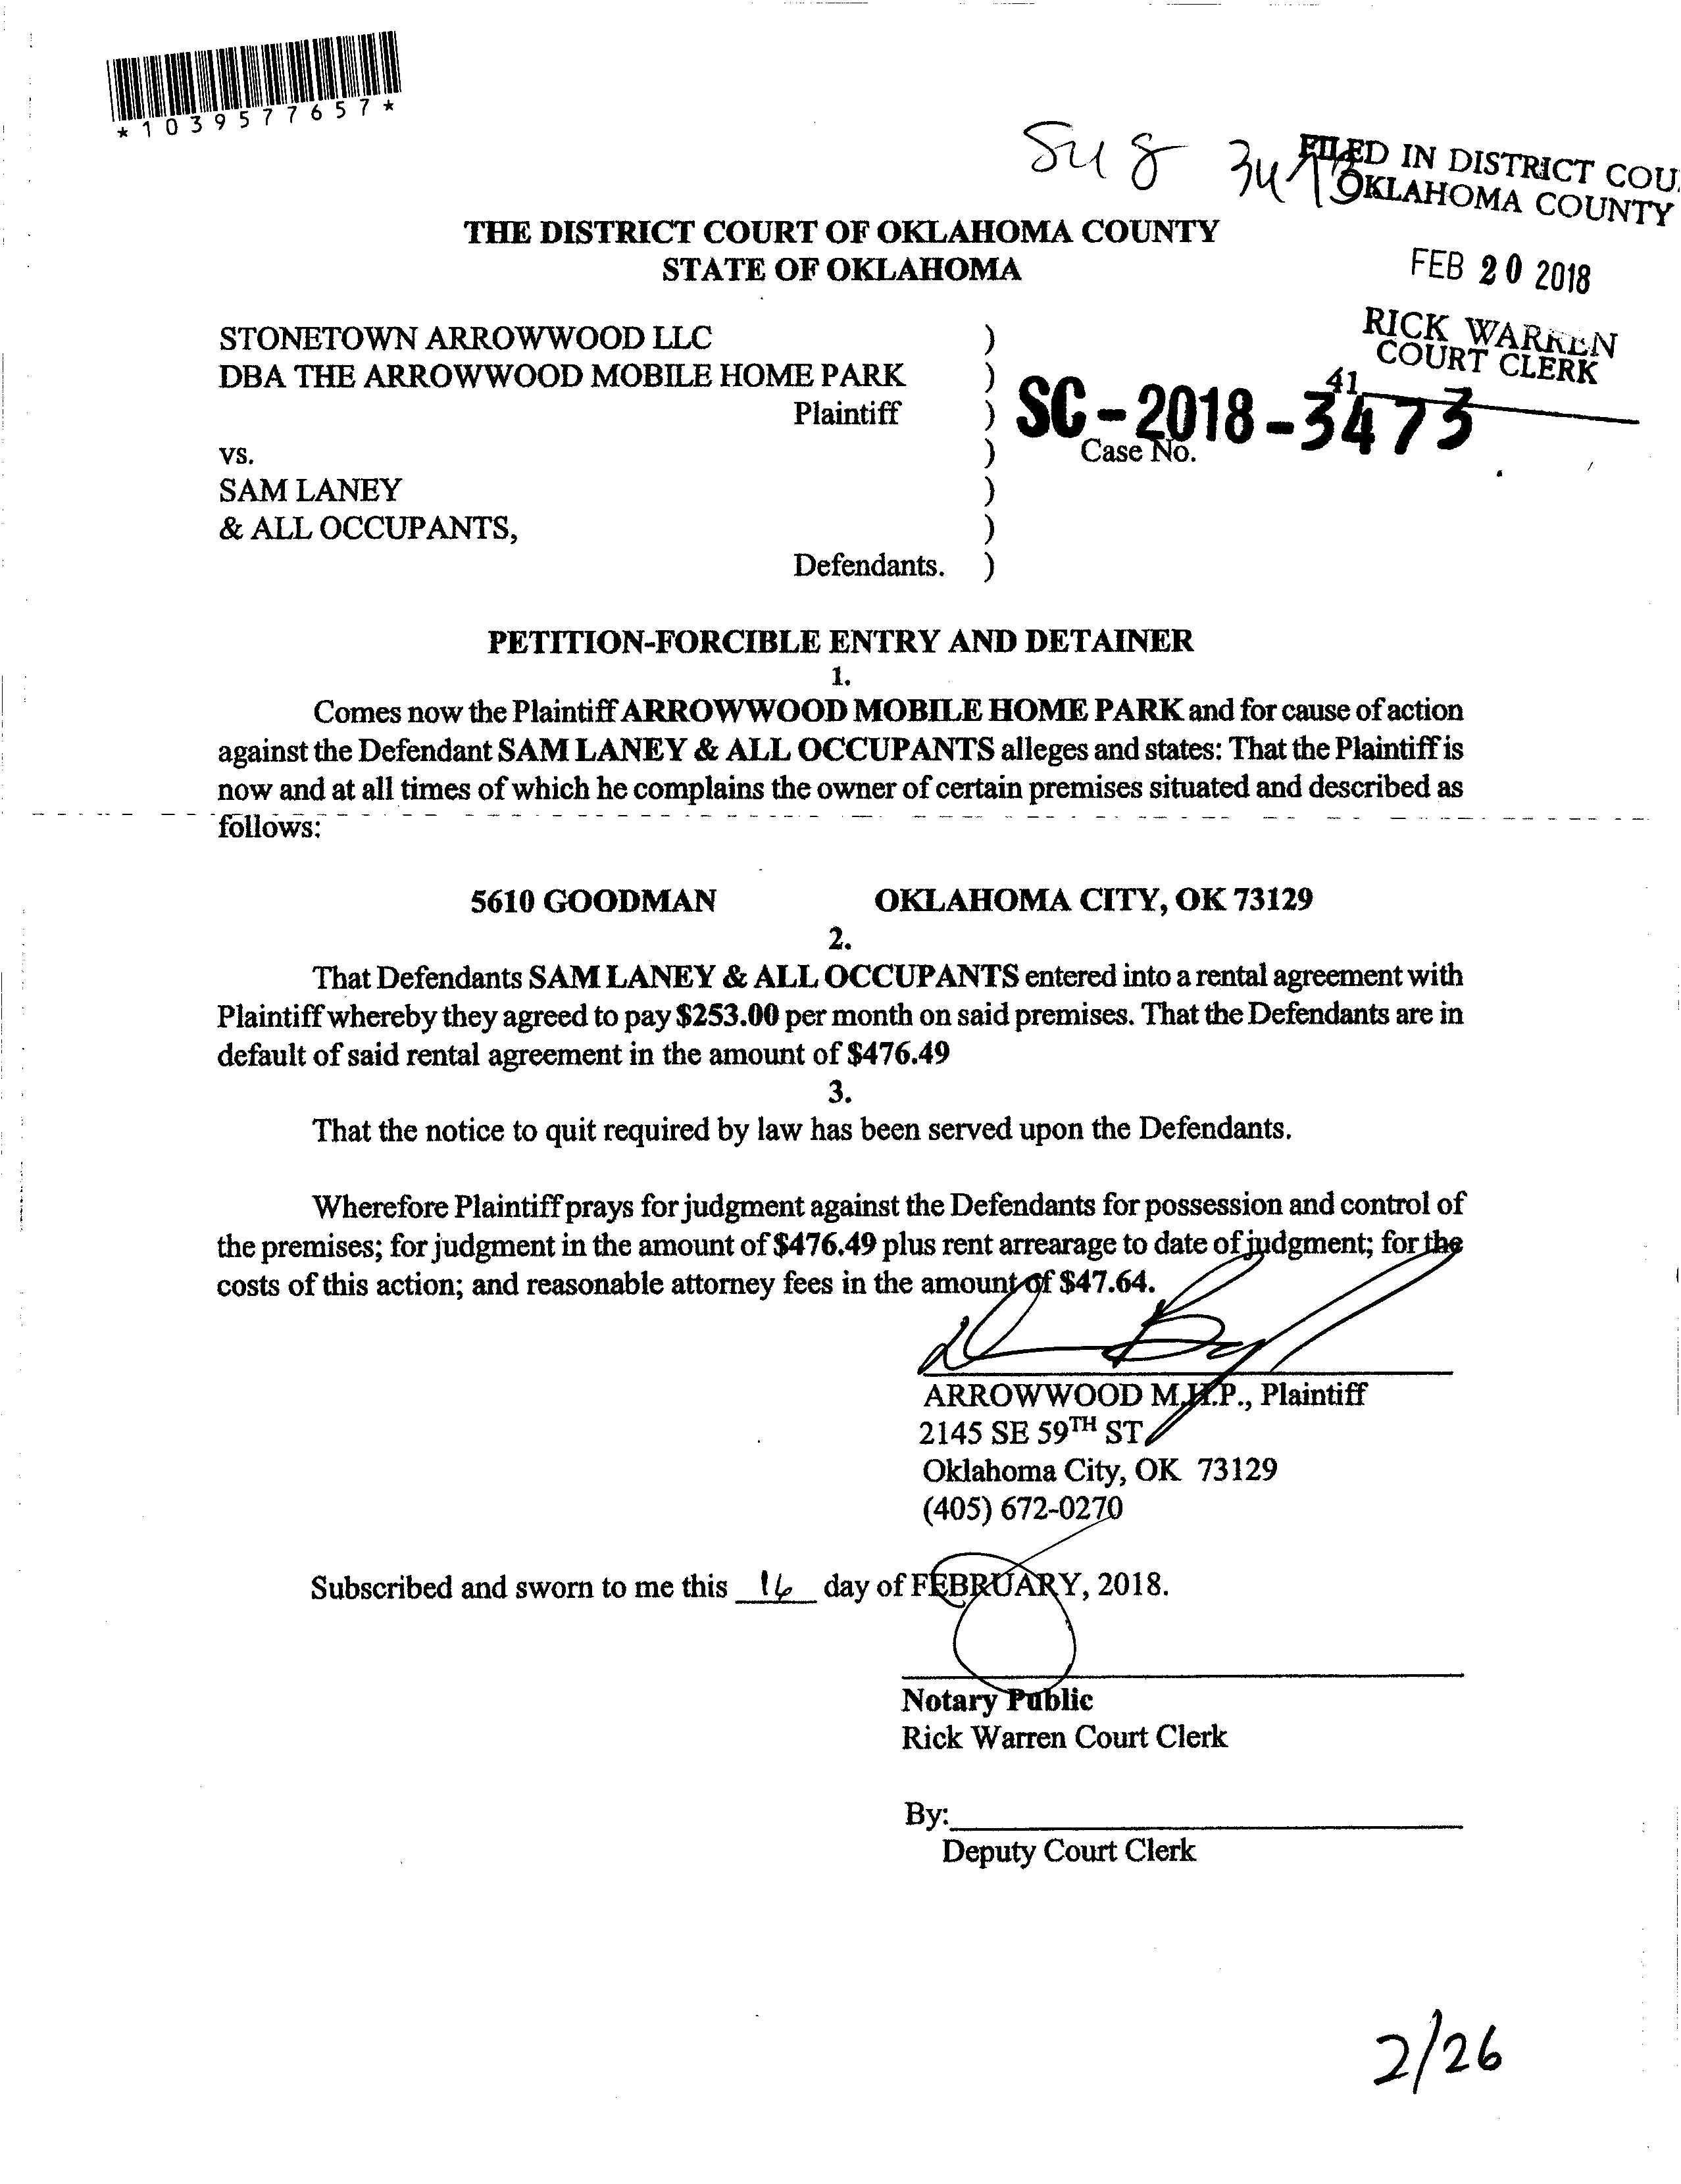 *1039577657*
FILED IN DISTRICT COU
OKLAHOMA COUNTY
THE DISTRICT COURT OF OKLAHOMA COUNTY
STATE OF OKLAHOMA
FEB 20 2018
RICK WARREN
COURT CLERK
41
STONETOWN ARROWWOOD LLC )
DBA THE ARROWWOOD MOBILE HOME PARK )
Plaintiff ) SC-2018-3473
vs. ) Case No.
SAM LANEY )
& ALL OCCUPANTS, )
Defendants. )
PETITION-FORCIBLE ENTRY AND DETAINER
1.
Comes now the Plaintiff ARROWWOOD MOBILE HOME PARK and for cause of action
against the Defendant SAM LANEY & ALL OCCUPANTS alleges and states: That the Plaintiff is
now and at all times of which he complains the owner of certain premises situated and described as
follows:
5610 GOODMAN OKLAHOMA CITY, OK 73129
2.
That Defendants SAM LANEY & ALL OCCUPANTS entered into a rental agreement with
Plaintiff whereby they agreed to pay $253.00 per month on said premises. That the Defendants are in
default of said rental agreement in the amount of $476.49
3.
That the notice to quit required by law has been served upon the Defendants.
Wherefore Plaintiff prays for judgment against the Defendants for possession and control of
the premises; for judgment in the amount of $476.49 plus rent arrearage to date of judgment; for the
costs of this action; and reasonable attorney fees in the amount of $47.64.
ARROWWOOD M.H.P., Plaintiff
2145 SE 59TH ST
Oklahoma City, OK 73129
(405) 672-0270
Subscribed and sworn to me this 16 day of FEBRUARY, 2018.
Notary Public
Rick Warren Court Clerk
By:
Deputy Court Clerk
2/26